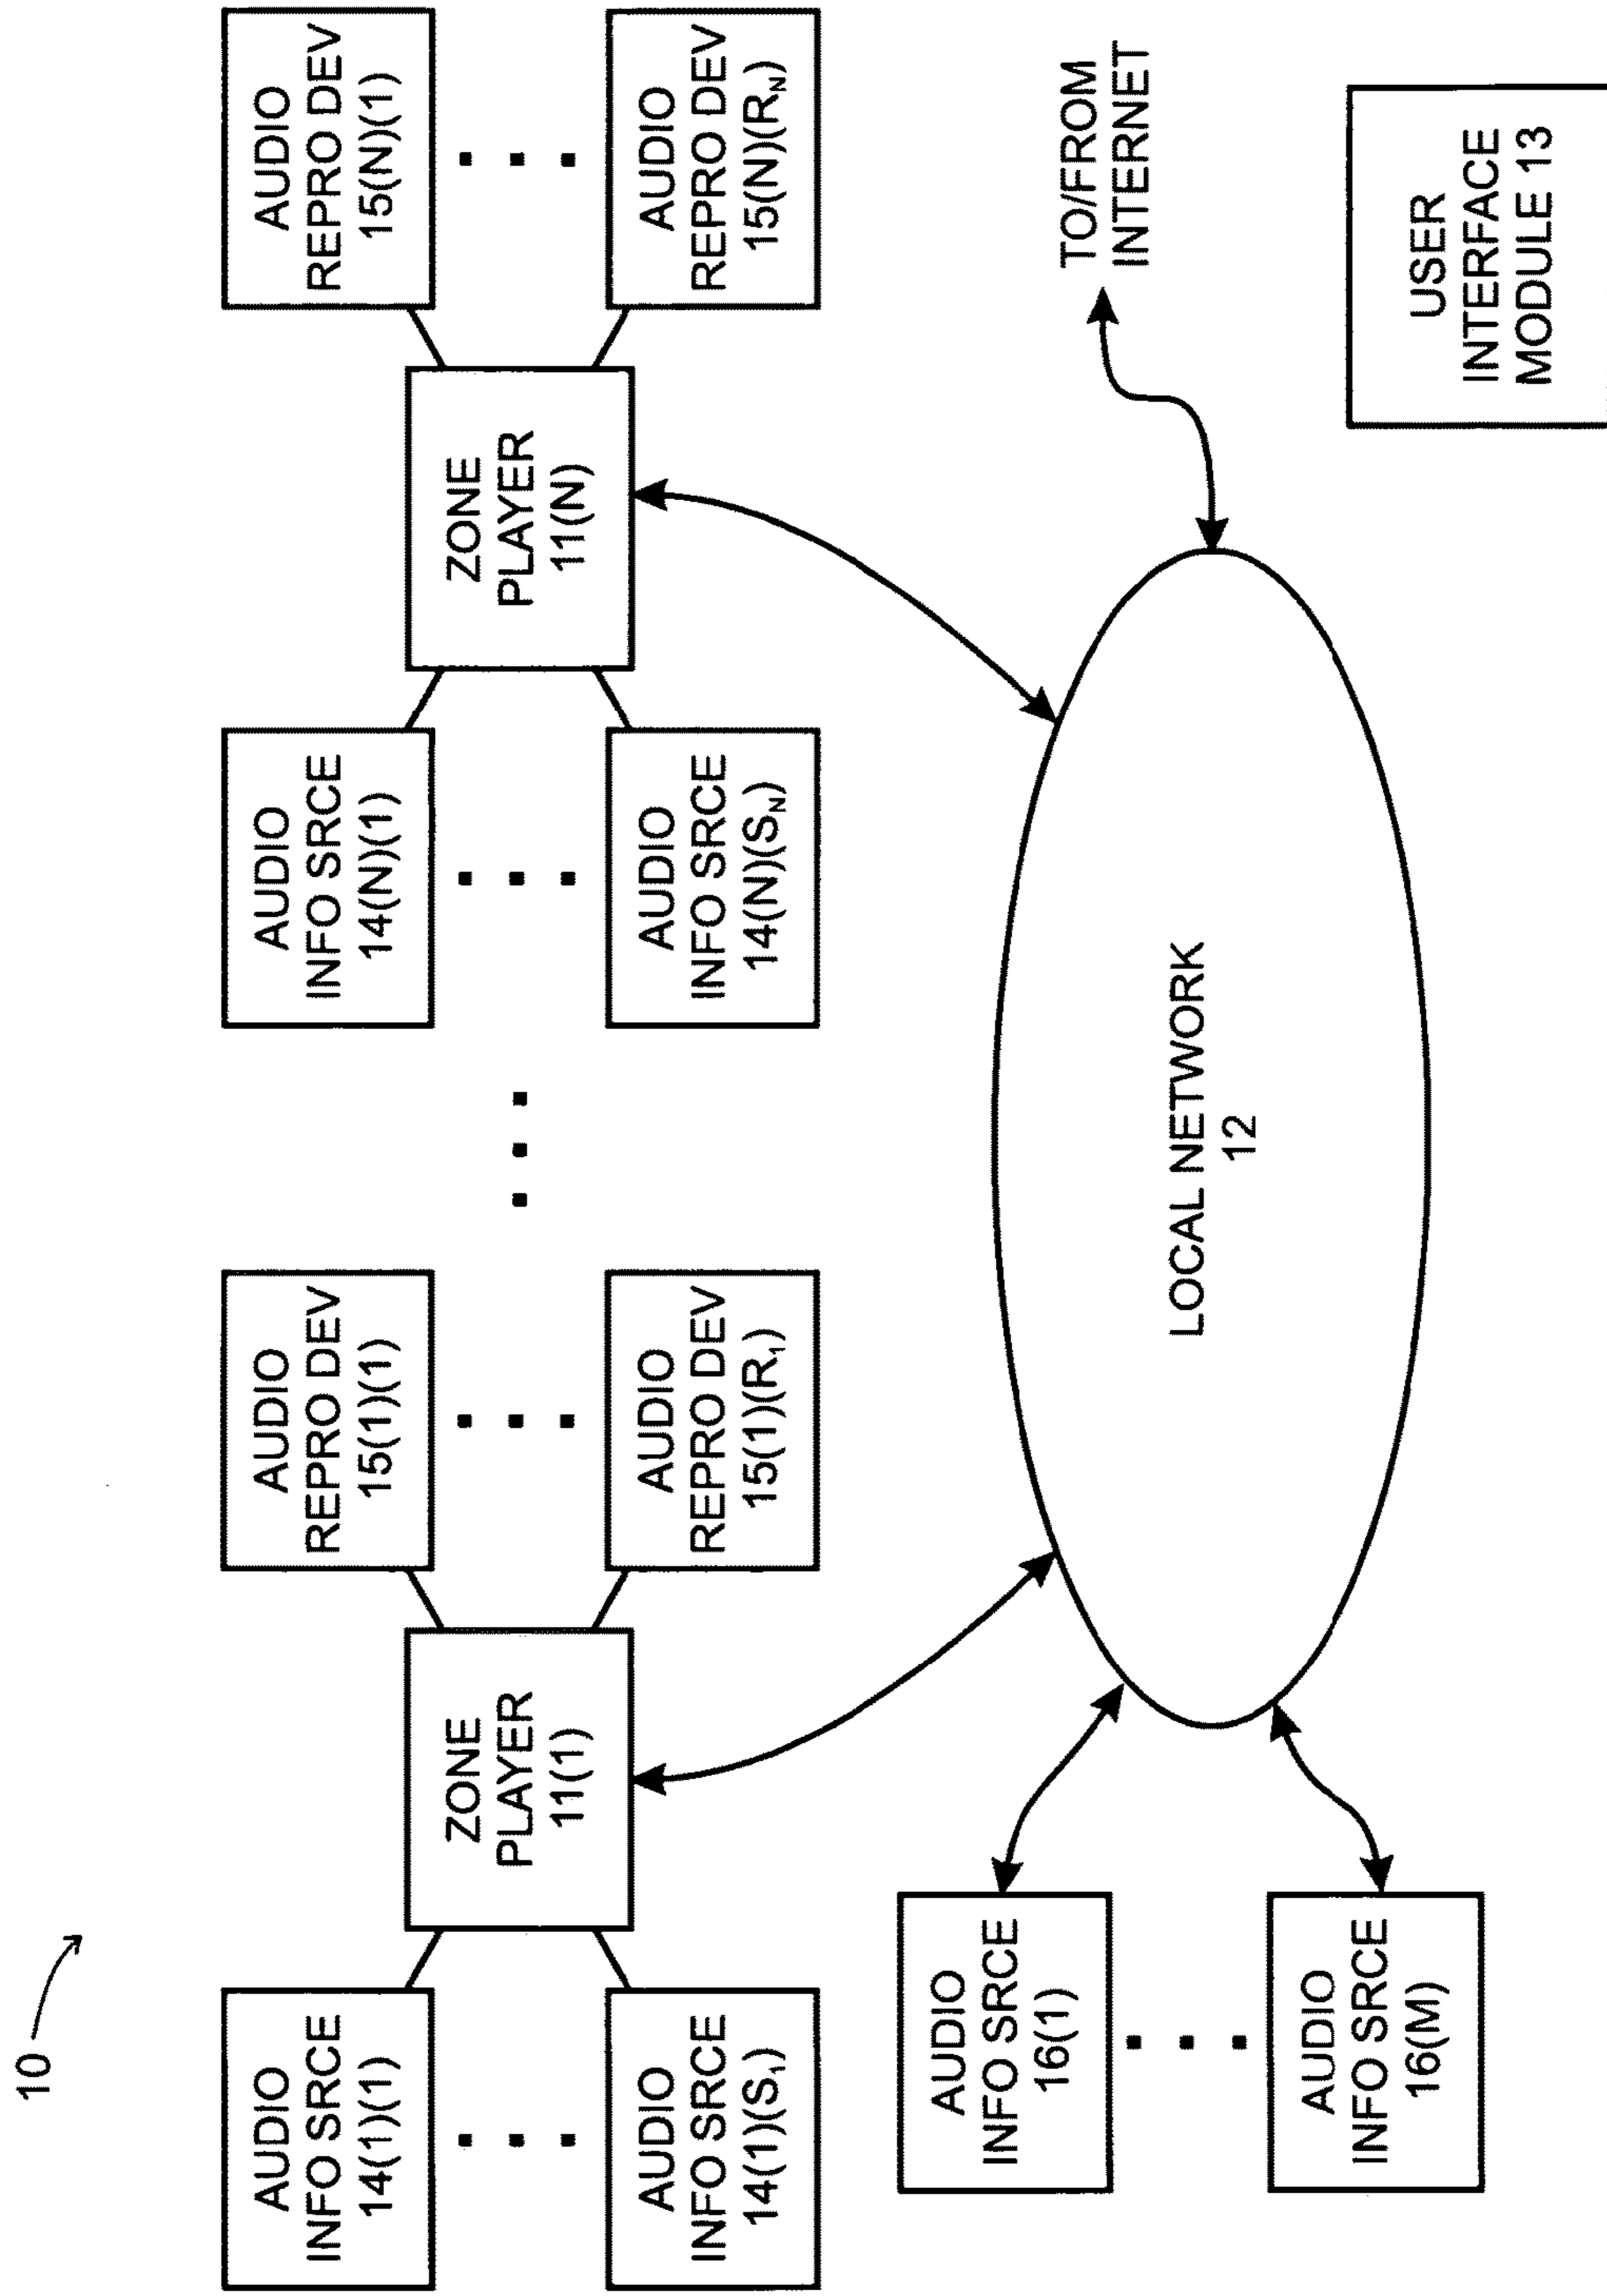 10
AUDIO
INFO SRCE
14(1)(1)
AUDIO
REPRO DEV
15(1)(1)
AUDIO
INFO SRCE
14(N)(1)
AUDIO
REPRO DEV
15(N)(1)
ZONE
PLAYER
11(1)
ZONE
PLAYER
11(N)
AUDIO
INFO SRCE
14(1)(S₁)
AUDIO
REPRO DEV
15(1)(R₁)
AUDIO
INFO SRCE
14(N)(Sₙ)
AUDIO
REPRO DEV
15(N)(Rₙ)
AUDIO
INFO SRCE
16(1)
TO/FROM
INTERNET
LOCAL NETWORK
12
AUDIO
INFO SRCE
16(M)
USER
INTERFACE
MODULE 13